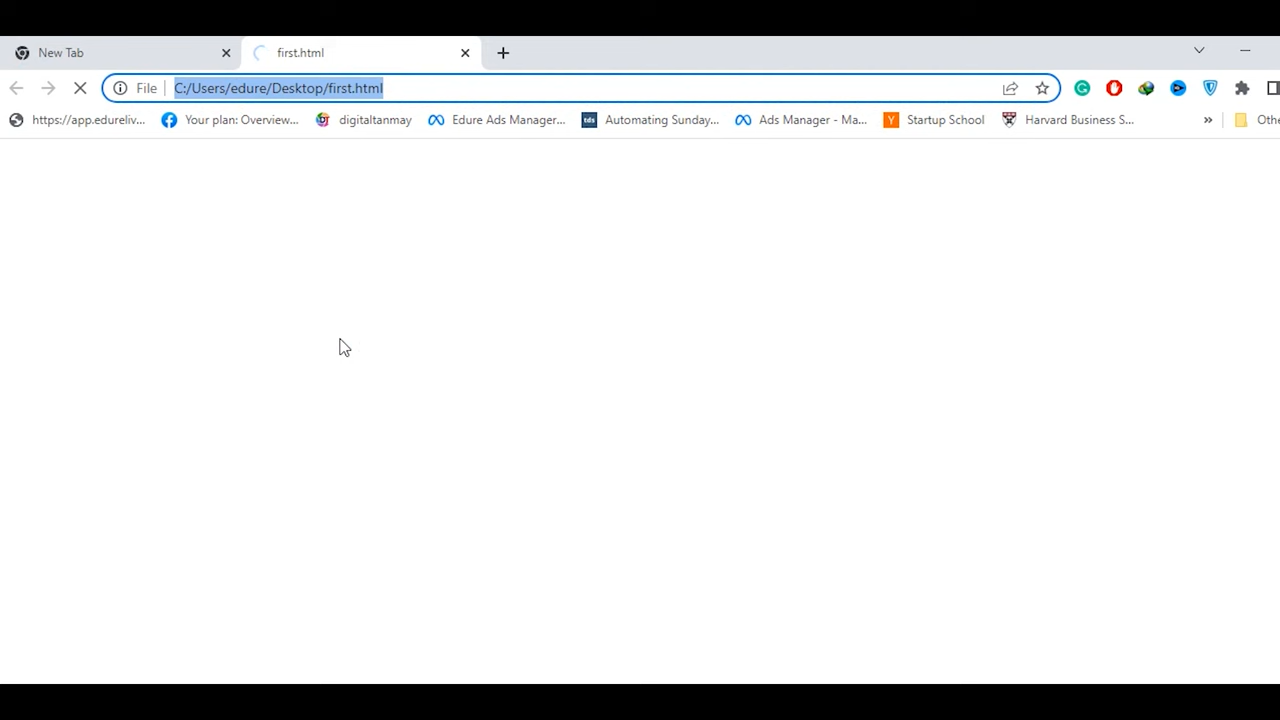 New Tab
first.html
File
C:/Users/edure/Desktop/first.html
https://app.edureliv...
Your plan: Overview...
digitaltanmay
Edure Ads Manager...
tds
Automating Sunday...
Ads Manager - Ma...
Y
Startup School
Harvard Business S...
»
Othe